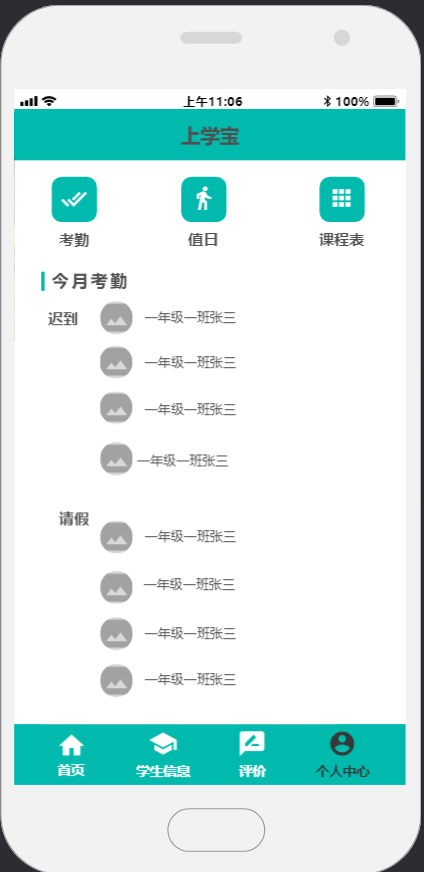 上午11:06 100%
上学宝
考勤 值日 课程表
今月考勤
迟到 一年级一班张三
一年级一班张三
一年级一班张三
一年级一班张三
请假
一年级一班张三
一年级一班张三
一年级一班张三
一年级一班张三
首页 学生信息 评价 个人中心